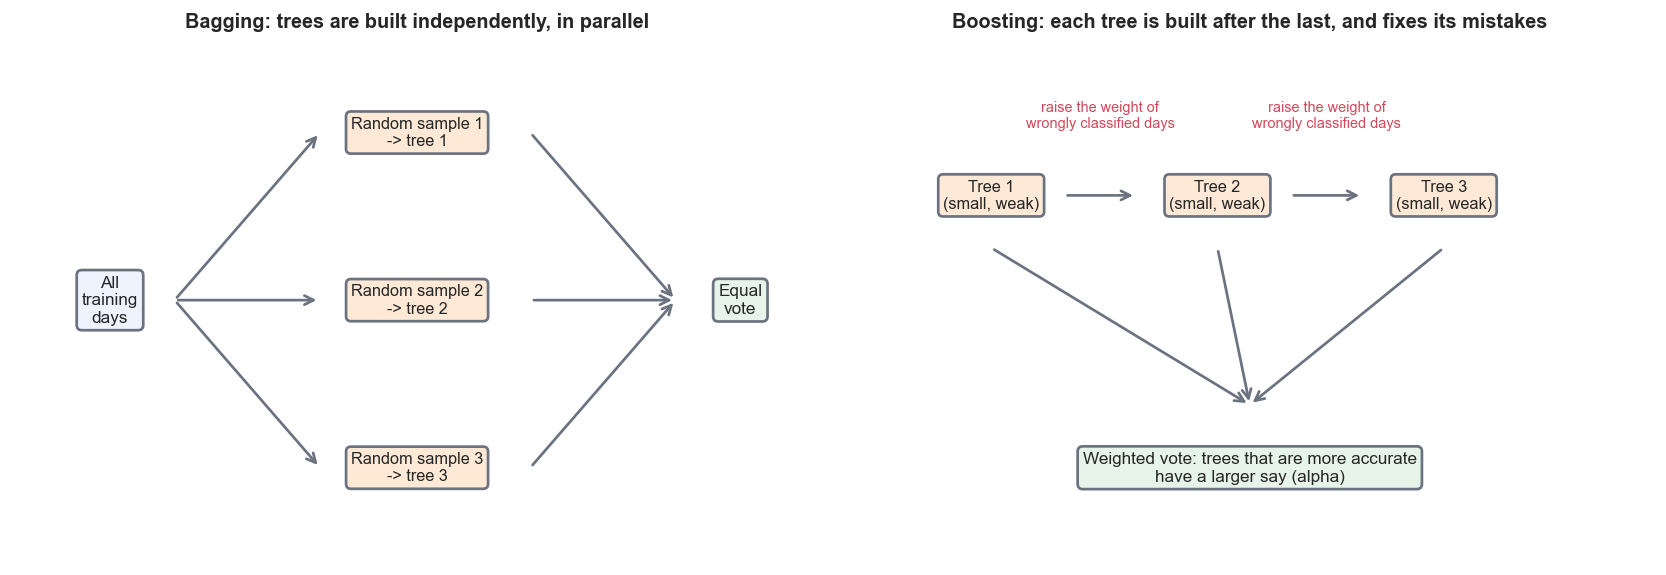 Bagging: trees are built independently, in parallel
Random sample 1
-> tree 1
All
training
days
Random sample 2
-> tree 2
Equal
vote
Random sample 3
-> tree 3
Boosting: each tree is built after the last, and fixes its mistakes
raise the weight of
wrongly classified days
raise the weight of
wrongly classified days
Tree 1
(small, weak)
Tree 2
(small, weak)
Tree 3
(small, weak)
Weighted vote: trees that are more accurate
have a larger say (alpha)